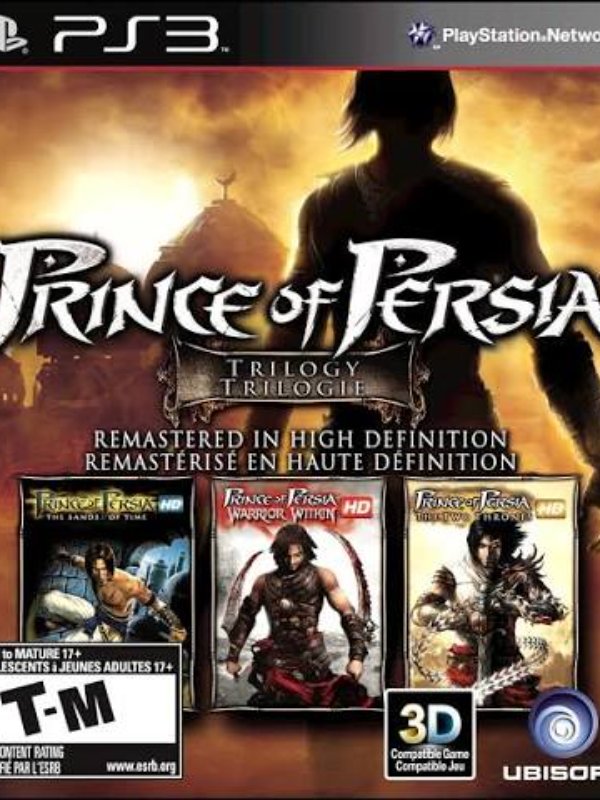 PS3
PlayStation®Network
PRINCE OF PERSIA
TRILOGY
TRILOGIE
REMASTERED IN HIGH DEFINITION
REMASTÉRISÉ EN HAUTE DÉFINITION
PRINCE OF PERSIA HD
THE SANDS OF TIME
PRINCE OF PERSIA
WARRIOR WITHIN HD
PRINCE OF PERSIA
THE TWO THRONES HD
to MATURE 17+
LESCENTS à JEUNES ADULTES 17+
T-M
CONTENT RATING
FIÉ PAR L'ESRB www.esrb.org
3D
Compatible Game
Compatible Jeu
UBISOF